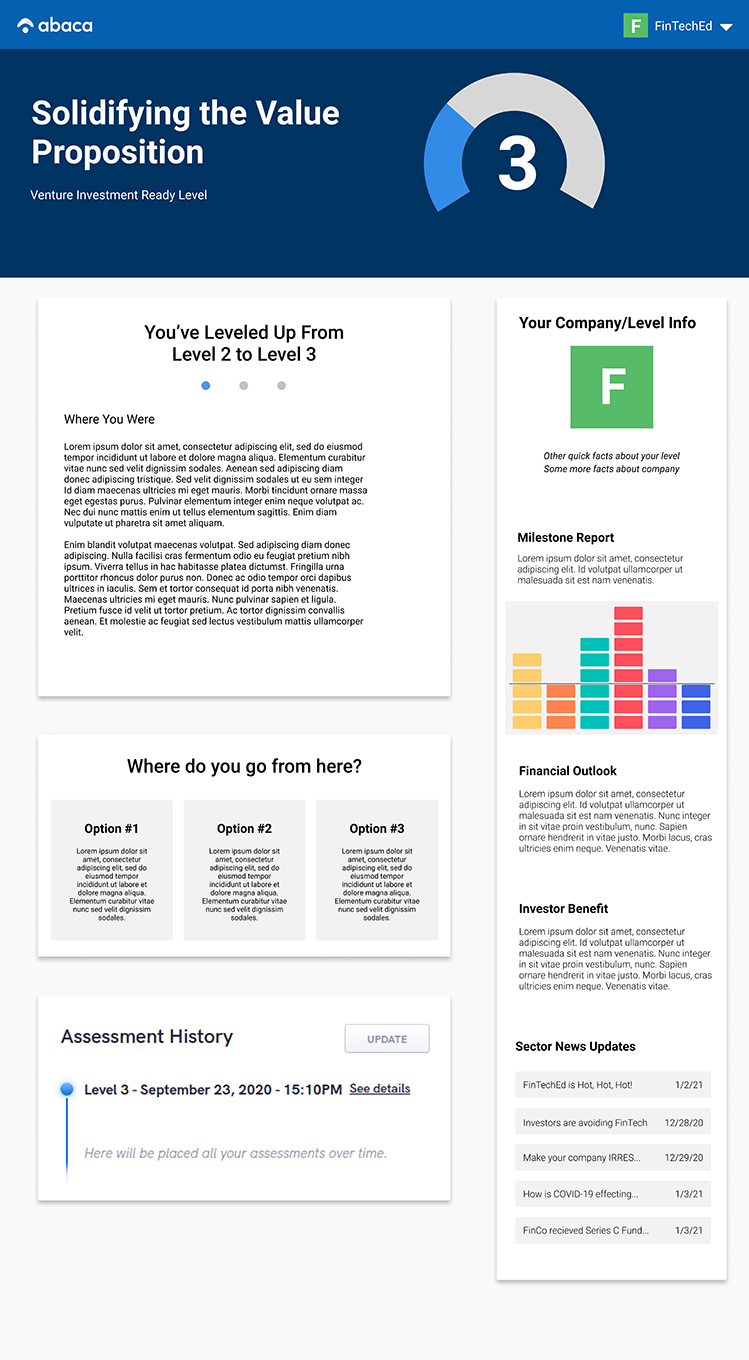 abaca
F
FinTechEd
Solidifying the Value
Proposition
Venture Investment Ready Level
3
You’ve Leveled Up From
Level 2 to Level 3
Where You Were
Lorem ipsum dolor sit amet, consectetur adipiscing elit, sed do eiusmod
tempor incididunt ut labore et dolore magna aliqua. Elementum curabitur
vitae nunc sed velit dignissim sodales. Aenean sed adipiscing diam
donec adipiscing tristique. Sed velit dignissim sodales ut eu sem integer
Id diam maecenas ultricies mi eget mauris. Morbi tincidunt ornare massa
eget egestas purus. Pulvinar elementum integer enim neque volutpat ac.
Nec dui nunc mattis enim ut tellus elementum sagittis. Enim diam
vulputate ut pharetra sit amet aliquam.
Enim blandit volutpat maecenas volutpat. Sed adipiscing diam donec
adipiscing. Nulla facilisi cras fermentum odio eu feugiat pretium nibh
ipsum. Viverra tellus in hac habitasse platea dictumst. Fringilla urna
porttitor rhoncus dolor purus non. Donec ac odio tempor orci dapibus
ultrices in iaculis. Sem et tortor consequat id porta nibh venenatis.
Maecenas ultricies mi eget mauris. Nunc pulvinar sapien et ligula.
Pretium fusce id velit ut tortor pretium. Ac tortor dignissim convallis
aenean. Et molestie ac feugiat sed lectus vestibulum mattis ullamcorper
velit.
Where do you go from here?
Option #1
Lorem ipsum dolor sit
amet, consectetur
adipiscing elit, sed do
eiusmod tempor
incididunt ut labore et
dolore magna aliqua.
Elementum curabitur vitae
nunc sed velit dignissim
sodales.
Option #2
Lorem ipsum dolor sit
amet, consectetur
adipiscing elit, sed do
eiusmod tempor
incididunt ut labore et
dolore magna aliqua.
Elementum curabitur vitae
nunc sed velit dignissim
sodales.
Option #3
Lorem ipsum dolor sit
amet, consectetur
adipiscing elit, sed do
eiusmod tempor
incididunt ut labore et
dolore magna aliqua.
Elementum curabitur vitae
nunc sed velit dignissim
sodales.
Assessment History
UPDATE
Level 3 - September 23, 2020 - 15:10PM See details
Here will be placed all your assessments over time.
Your Company/Level Info
F
Other quick facts about your level
Some more facts about company
Milestone Report
Lorem ipsum dolor sit amet, consectetur
adipiscing elit. Id volutpat ullamcorper ut
malesuada sit est nam venenatis.
Financial Outlook
Lorem ipsum dolor sit amet, consectetur
adipiscing elit. Id volutpat ullamcorper ut
malesuada sit est nam venenatis. Nunc integer
in sit vitae proin vestibulum, nunc. Sapien
ornare hendrerit in vitae justo. Morbi lacus, cras
ultricies enim neque. Venenatis vitae.
Investor Benefit
Lorem ipsum dolor sit amet, consectetur
adipiscing elit. Id volutpat ullamcorper ut
malesuada sit est nam venenatis. Nunc integer
in sit vitae proin vestibulum, nunc. Sapien
ornare hendrerit in vitae justo. Morbi lacus, cras
ultricies enim neque. Venenatis vitae.
Sector News Updates
FinTechEd is Hot, Hot, Hot! 1/2/21
Investors are avoiding FinTech 12/28/20
Make your company IRRES... 12/29/20
How is COVID-19 effecting... 1/3/21
FinCo recieved Series C Fund... 1/3/21